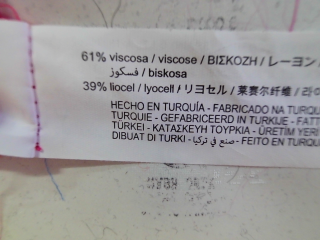 61% viscosa / viscose / ΒΙΣΚΟΖΗ / レーヨン /
فسكوز / biskosa
39% liocel / lyocell / リヨセル / 莱赛尔纤维 / 라이
HECHO EN TURQUÍA - FABRICADO NA TURQU
TURQUIE - GEFABRICEERD IN TURKIJE - FATT
TÜRKEI - ΚΑΤΑΣΚΕΥΗ ΤΟΥΡΚΙΑ - ÜRETİM YERİ
DIBUAT DI TURKI - صنع في تركيا - FEITO EN TURQU